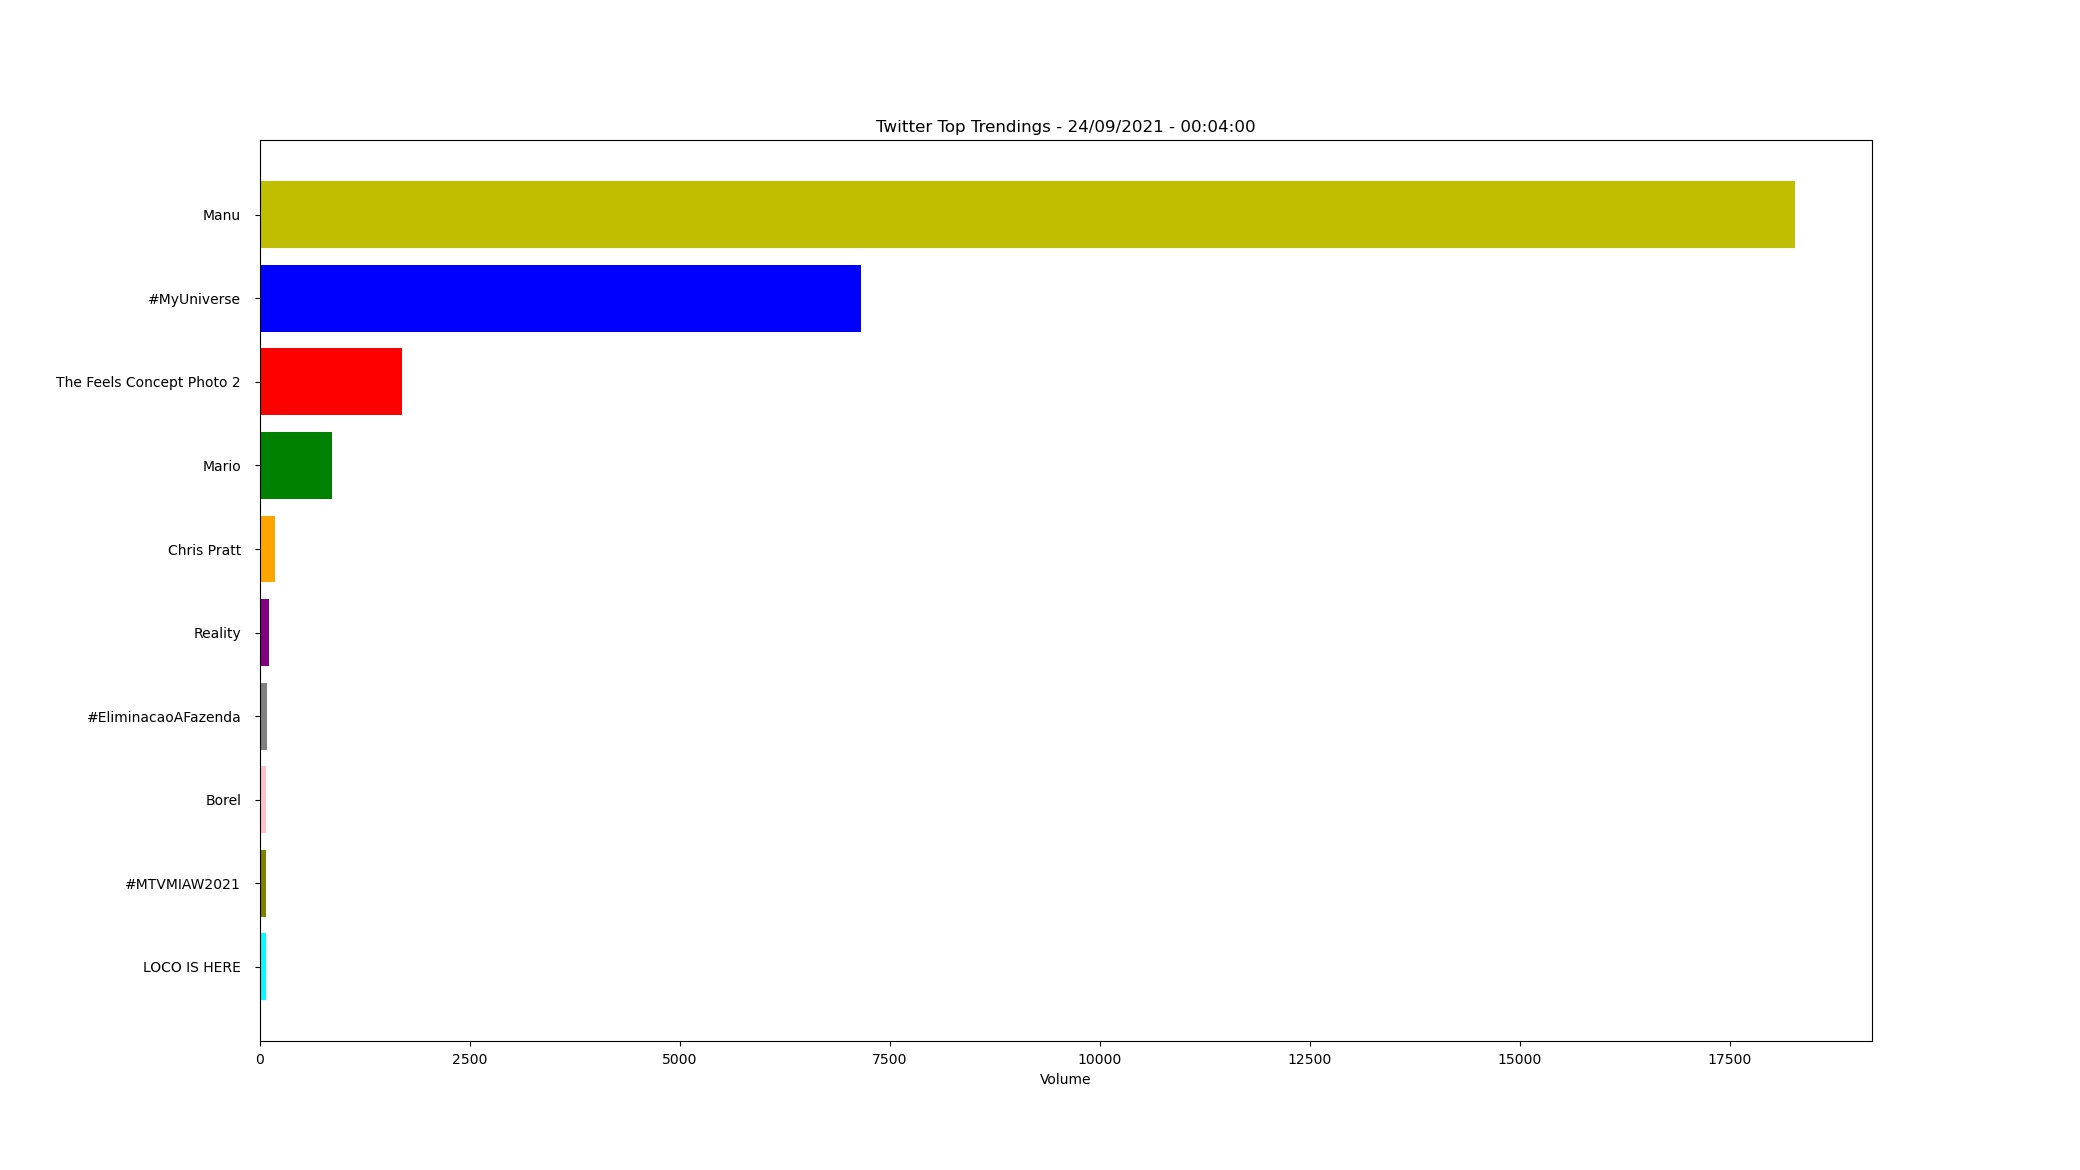 Twitter Top Trendings - 24/09/2021 - 00:04:00
Manu
#MyUniverse
The Feels Concept Photo 2
Mario
Chris Pratt
Reality
#EliminacaoAFazenda
Borel
#MTVMIAW2021
LOCO IS HERE
0 2500 5000 7500 10000 12500 15000 17500
Volume